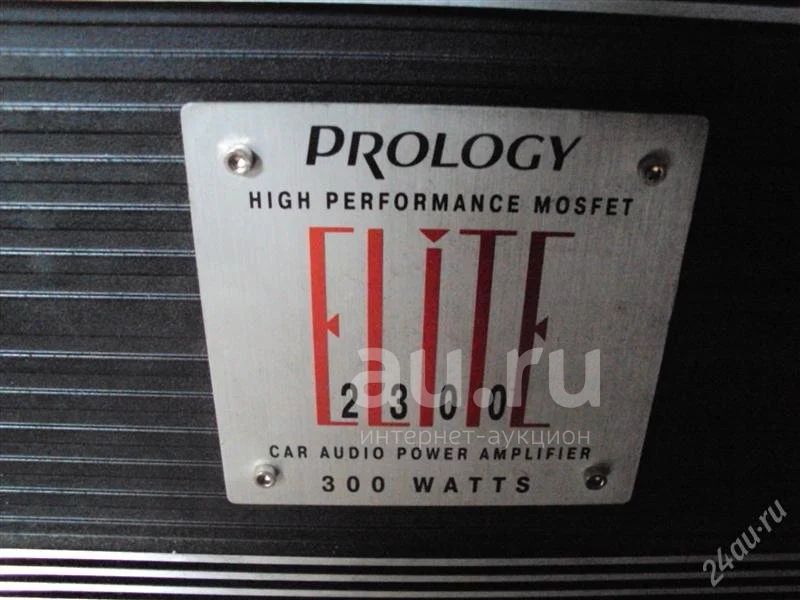 PROLOGY
HIGH PERFORMANCE MOSFET
ELiTE
2300
au.ru
интернет-аукцион
CAR AUDIO POWER AMPLIFIER
300 WATTS
24au.ru